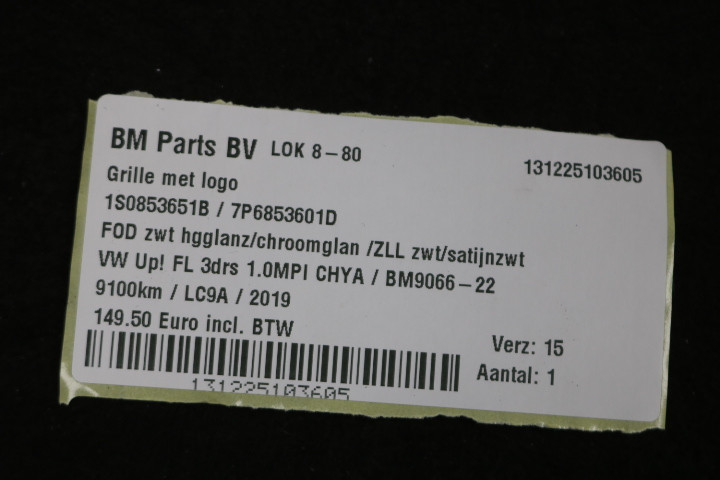 BM Parts BV LOK 8-80 131225103605
Grille met logo
1S0853651B / 7P6853601D
FOD zwt hgglanz/chroomglan /ZLL zwt/satijnzwt
VW Up! FL 3drs 1.0MPI CHYA / BM9066-22
9100km / LC9A / 2019
149.50 Euro incl. BTW
Verz: 15
Aantal: 1
131225103605